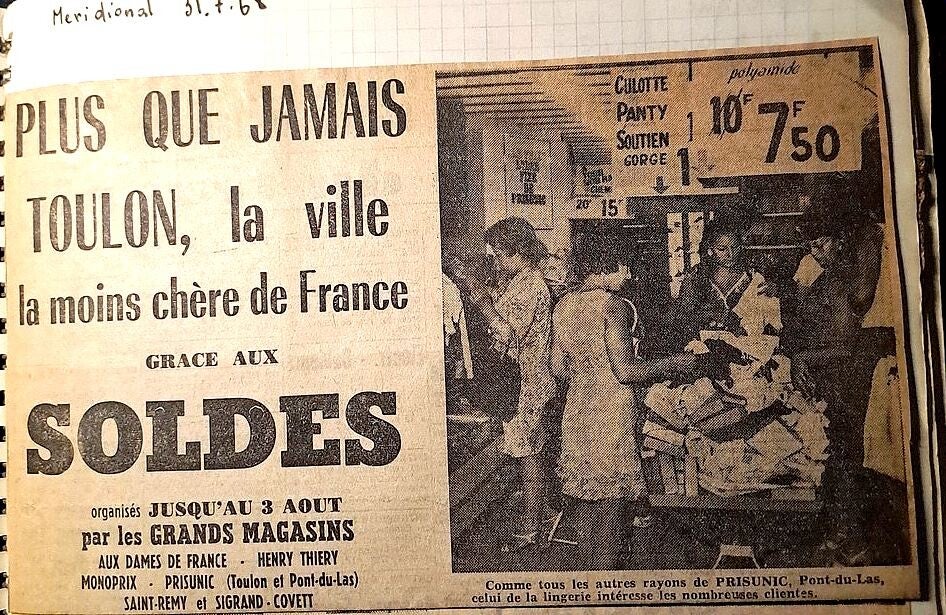 Meridional 31.7.68
PLUS QUE JAMAIS
TOULON, la ville
la moins chère de France
GRACE AUX
SOLDES
organisés JUSQU'AU 3 AOUT
par les GRANDS MAGASINS
AUX DAMES DE FRANCE - HENRY THIERY
MONOPRIX - PRISUNIC (Toulon et Pont-du-Las)
SAINT-REMY et SIGRAND-COVETT
CULOTTE
PANTY
SOUTIEN
GORGE
polyamide
10F 7F50
20F 15F
Comme tous les autres rayons de PRISUNIC, Pont-du-Las,
celui de la lingerie intéresse les nombreuses clientes.